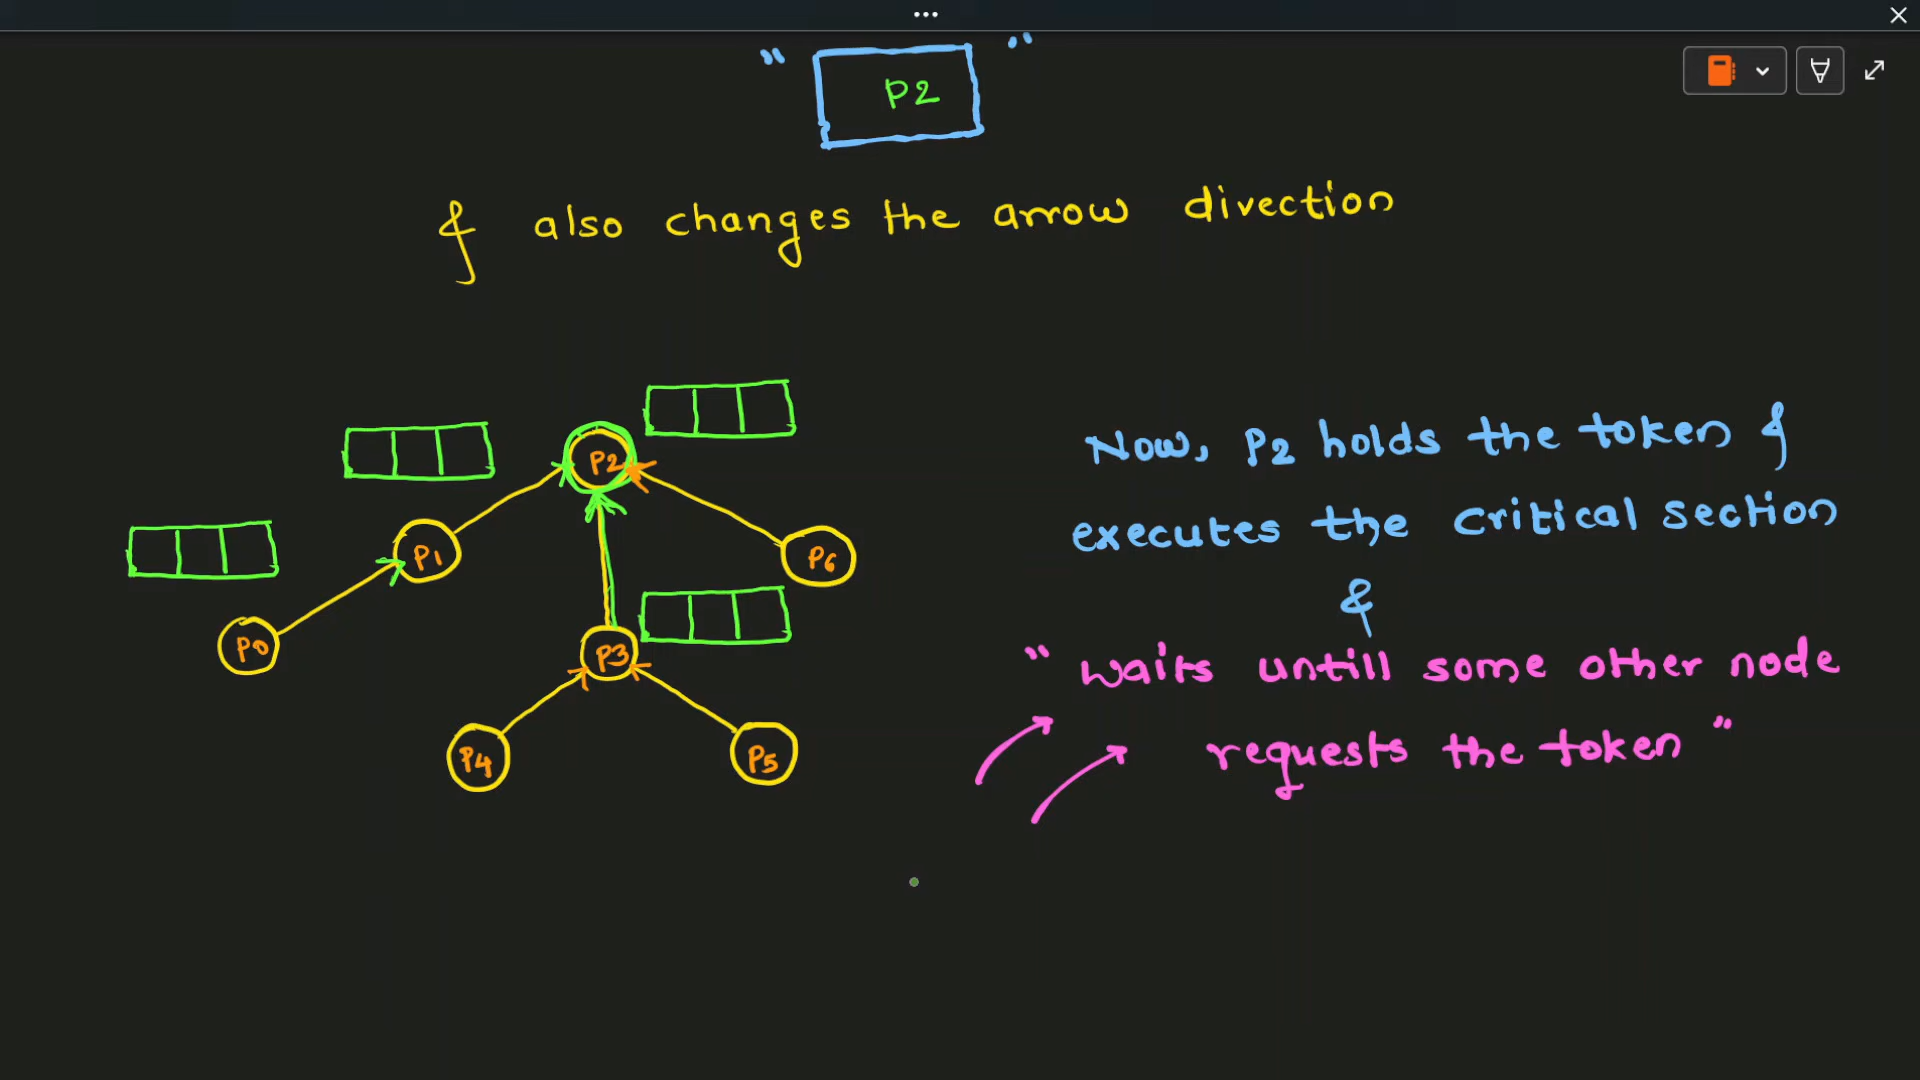 " P2 "
& also changes the arrow direction
P2
P1
P6
P0
P3
P4
P5
Now, P2 holds the token &
executes the critical section
&
" waits untill some other node
requests the token "